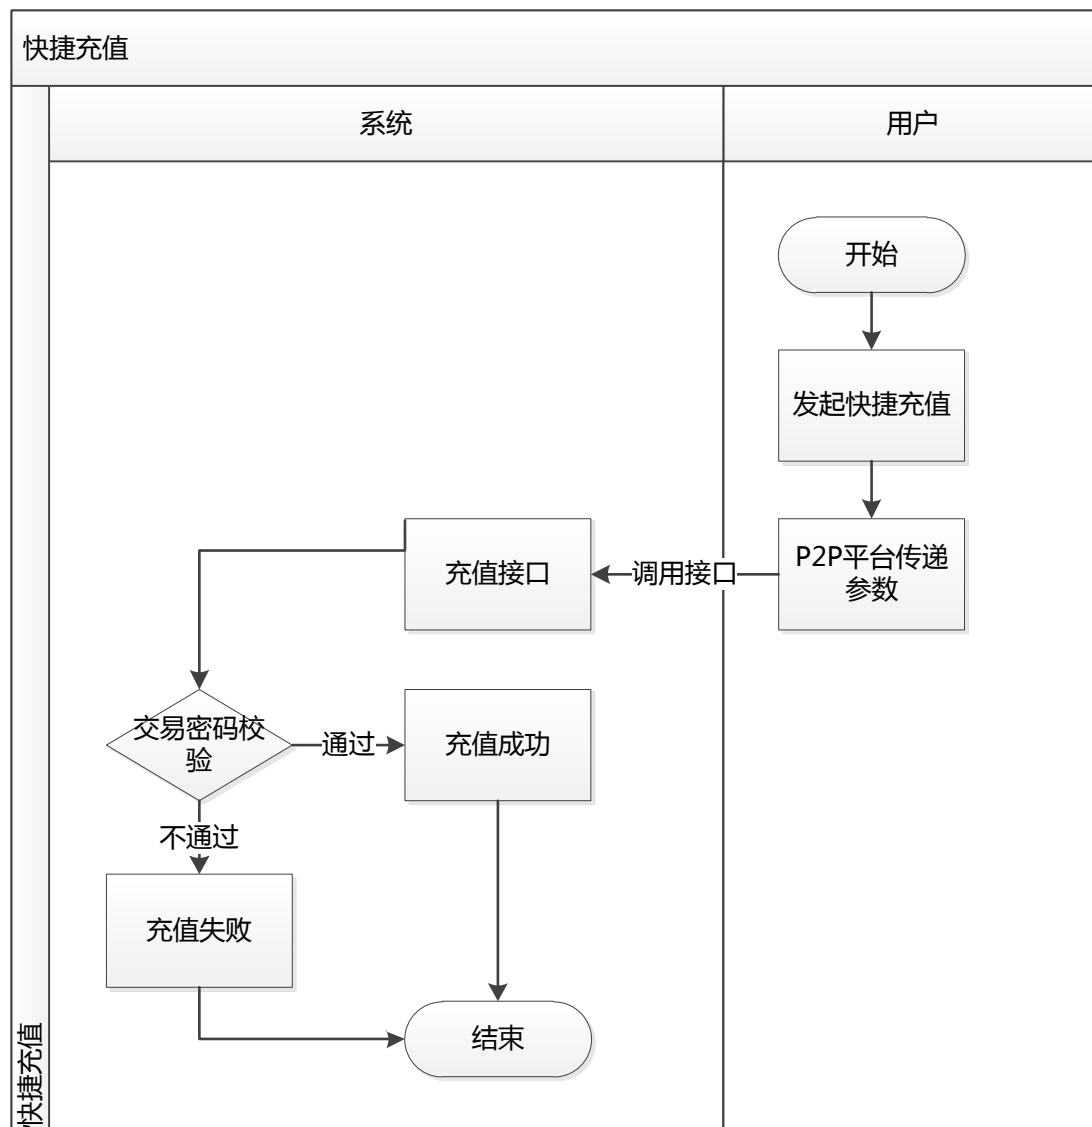 快捷充值
系统
用户
开始
发起快捷充值
P2P平台传递
参数
调用接口
充值接口
交易密码校
验
通过
充值成功
不通过
充值失败
结束
快捷充值